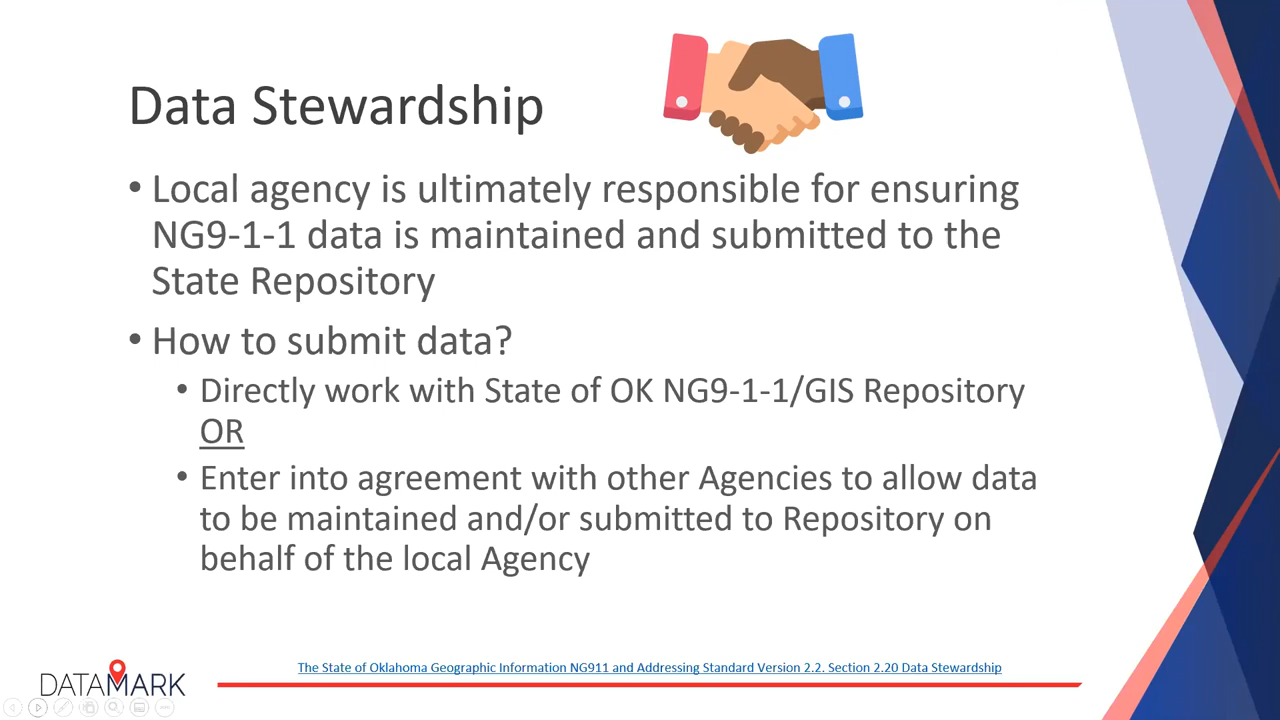 Data Stewardship
• Local agency is ultimately responsible for ensuring
NG9-1-1 data is maintained and submitted to the
State Repository
• How to submit data?
• Directly work with State of OK NG9-1-1/GIS Repository
OR
• Enter into agreement with other Agencies to allow data
to be maintained and/or submitted to Repository on
behalf of the local Agency
The State of Oklahoma Geographic Information NG911 and Addressing Standard Version 2.2. Section 2.20 Data Stewardship
DATAMARK